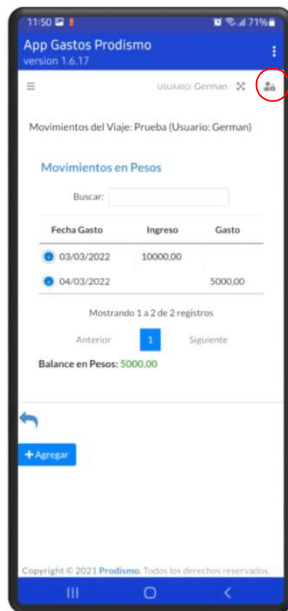 11:50
71%
App Gastos Prodismo
version 1.6.17
USUARIO: German
Movimientos del Viaje: Prueba (Usuario: German)
Movimientos en Pesos
Buscar:
Fecha Gasto Ingreso Gasto
03/03/2022 10000,00
04/03/2022 5000,00
Mostrando 1 a 2 de 2 registros
Anterior 1 Siguiente
Balance en Pesos: 5000,00
+ Agregar
Copyright © 2021 Prodismo. Todos los derechos reservados.